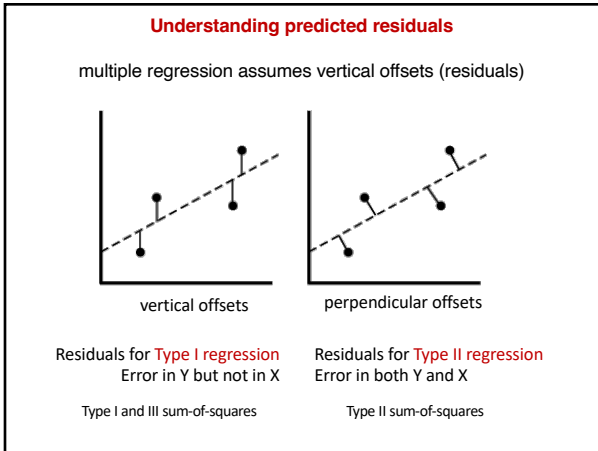 Understanding predicted residuals
multiple regression assumes vertical offsets (residuals)
vertical offsets
perpendicular offsets
Residuals for Type I regression
Error in Y but not in X
Type I and III sum-of-squares
Residuals for Type II regression
Error in both Y and X
Type II sum-of-squares